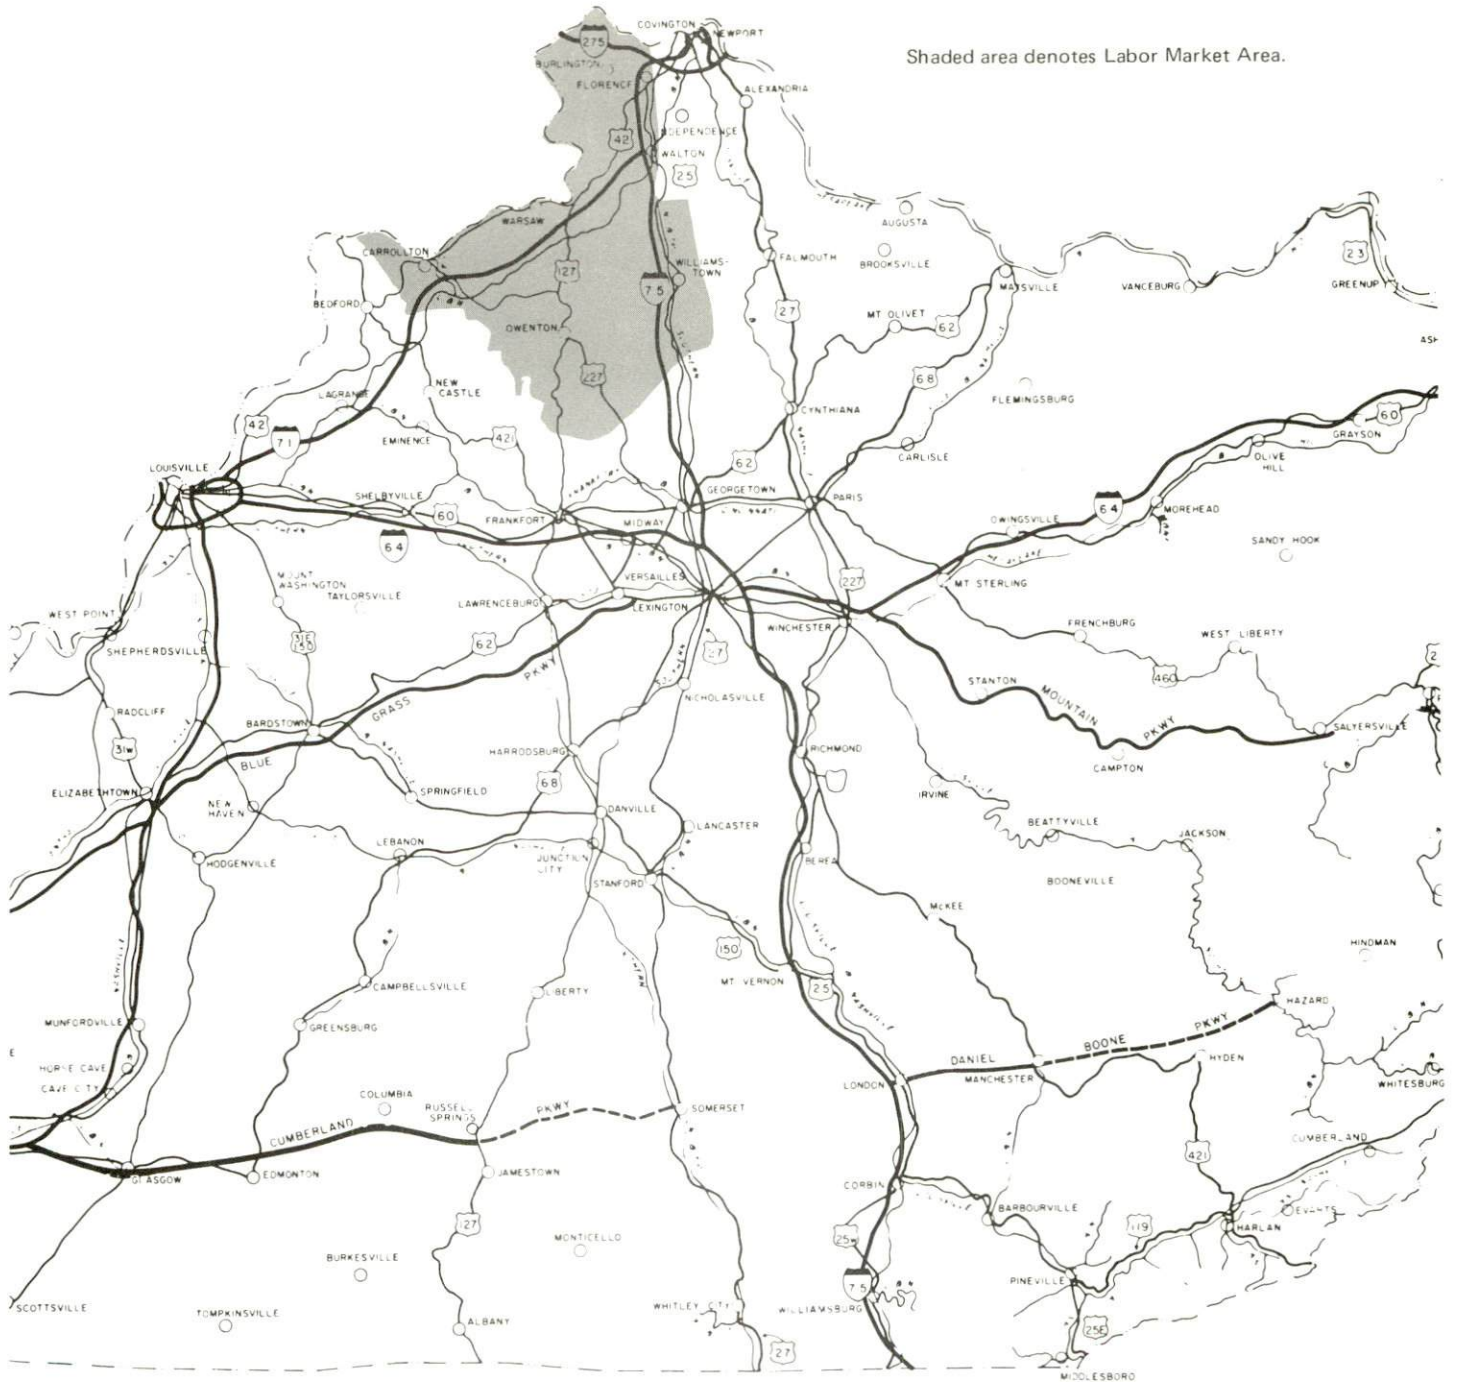 COVINGTON
NEWPORT
275
Shaded area denotes Labor Market Area.
BURLINGTON
FLORENCE
ALEXANDRIA
42
WALTON
25
AUGUSTA
WARSAW
CARROLLTON
BROOKSVILLE
23
FALMOUTH
WILLIAMS-
TOWN
127
75
MAYSVILLE
VANCEBURG
GREENUP
BEDFORD
27
MT OLIVET
62
OWENTON
ASH
227
68
NEW
CASTLE
LAGRANGE
FLEMINGSBURG
CYNTHIANA
60
42
71
EMINENCE
421
GRAYSON
CARLISLE
OLIVE
HILL
LOUISVILLE
62
GEORGETOWN
SHELBYVILLE
PARIS
60
FRANKFORT
MIDWAY
OWINGSVILLE
64
MOREHEAD
64
SANDY HOOK
MOUNT
WASHINGTON
TAYLORSVILLE
VERSAILLES
227
MT STERLING
LAWRENCEBURG
LEXINGTON
WEST POINT
WINCHESTER
FRENCHBURG
WEST LIBERTY
31E
150
62
27
SHEPHERDSVILLE
PKWY
460
STANTON
MOUNTAIN
PKWY
NICHOLASVILLE
RADCLIFF
GRASS
BARDSTOWN
SALYERSVILLE
31W
HARRODSBURG
RICHMOND
BLUE
CAMPTON
68
ELIZABETHTOWN
SPRINGFIELD
IRVINE
NEW
HAVEN
DANVILLE
LANCASTER
BEATTYVILLE
JACKSON
LEBANON
HODGENVILLE
JUNCTION
CITY
BEREA
STANFORD
BOONEVILLE
McKEE
150
HINDMAN
MT VERNON
25
CAMPBELLSVILLE
LIBERTY
HAZARD
MUNFORDVILLE
GREENSBURG
PKWY
BOONE
DANIEL
HYDEN
HORSE CAVE
LONDON
MANCHESTER
WHITESBURG
CAVE CITY
COLUMBIA
RUSSELL
SPRINGS
PKWY
SOMERSET
CUMBERLAND
CUMBERLAND
421
GLASGOW
EDMONTON
JAMESTOWN
CORBIN
BARBOURVILLE
EVARTS
127
119
HARLAN
25W
MONTICELLO
BURKESVILLE
75
PINEVILLE
SCOTTSVILLE
TOMPKINSVILLE
WHITLEY CITY
WILLIAMSBURG
ALBANY
25E
27
MIDDLESBORO